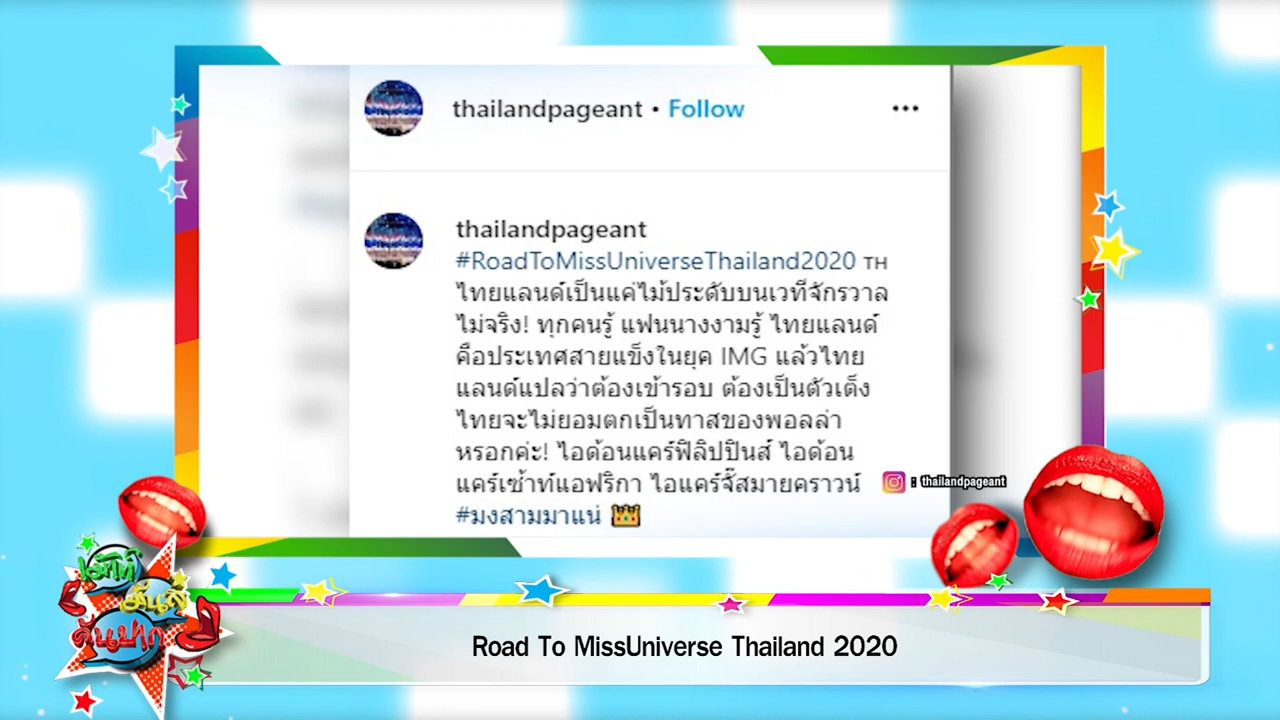 thailandpageant • Follow •••
thailandpageant
#RoadToMissUniverseThailand2020 TH
ไทยแลนด์เป็นแค่ไม้ประดับบนเวทีจักรวาล
ไม่จริง! ทุกคนรู้ แฟนนางงามรู้ ไทยแลนด์
คือประเทศสายแข็งในยุค IMG แล้วไทย
แลนด์แปลว่าต้องเข้ารอบ ต้องเป็นตัวเต็ง
ไทยจะไม่ยอมตกเป็นทาสของพอลล่า
หรอกค่ะ! ไอด้อนแคร์ฟิลิปปินส์ ไอด้อน
แคร์เซ้าท์แอฟริกา ไอแคร์จั๊สมายคราวน์
#มงสามมาแน่
: thailandpageant
คันปาก
Road To MissUniverse Thailand 2020